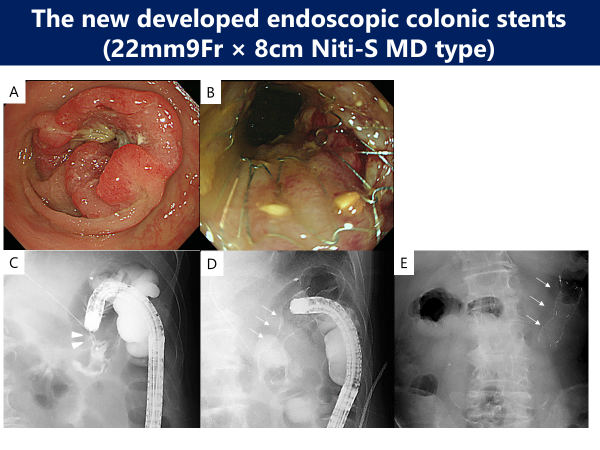 The new developed endoscopic colonic stents
(22mm9Fr × 8cm Niti-S MD type)
A
B
C
D
E